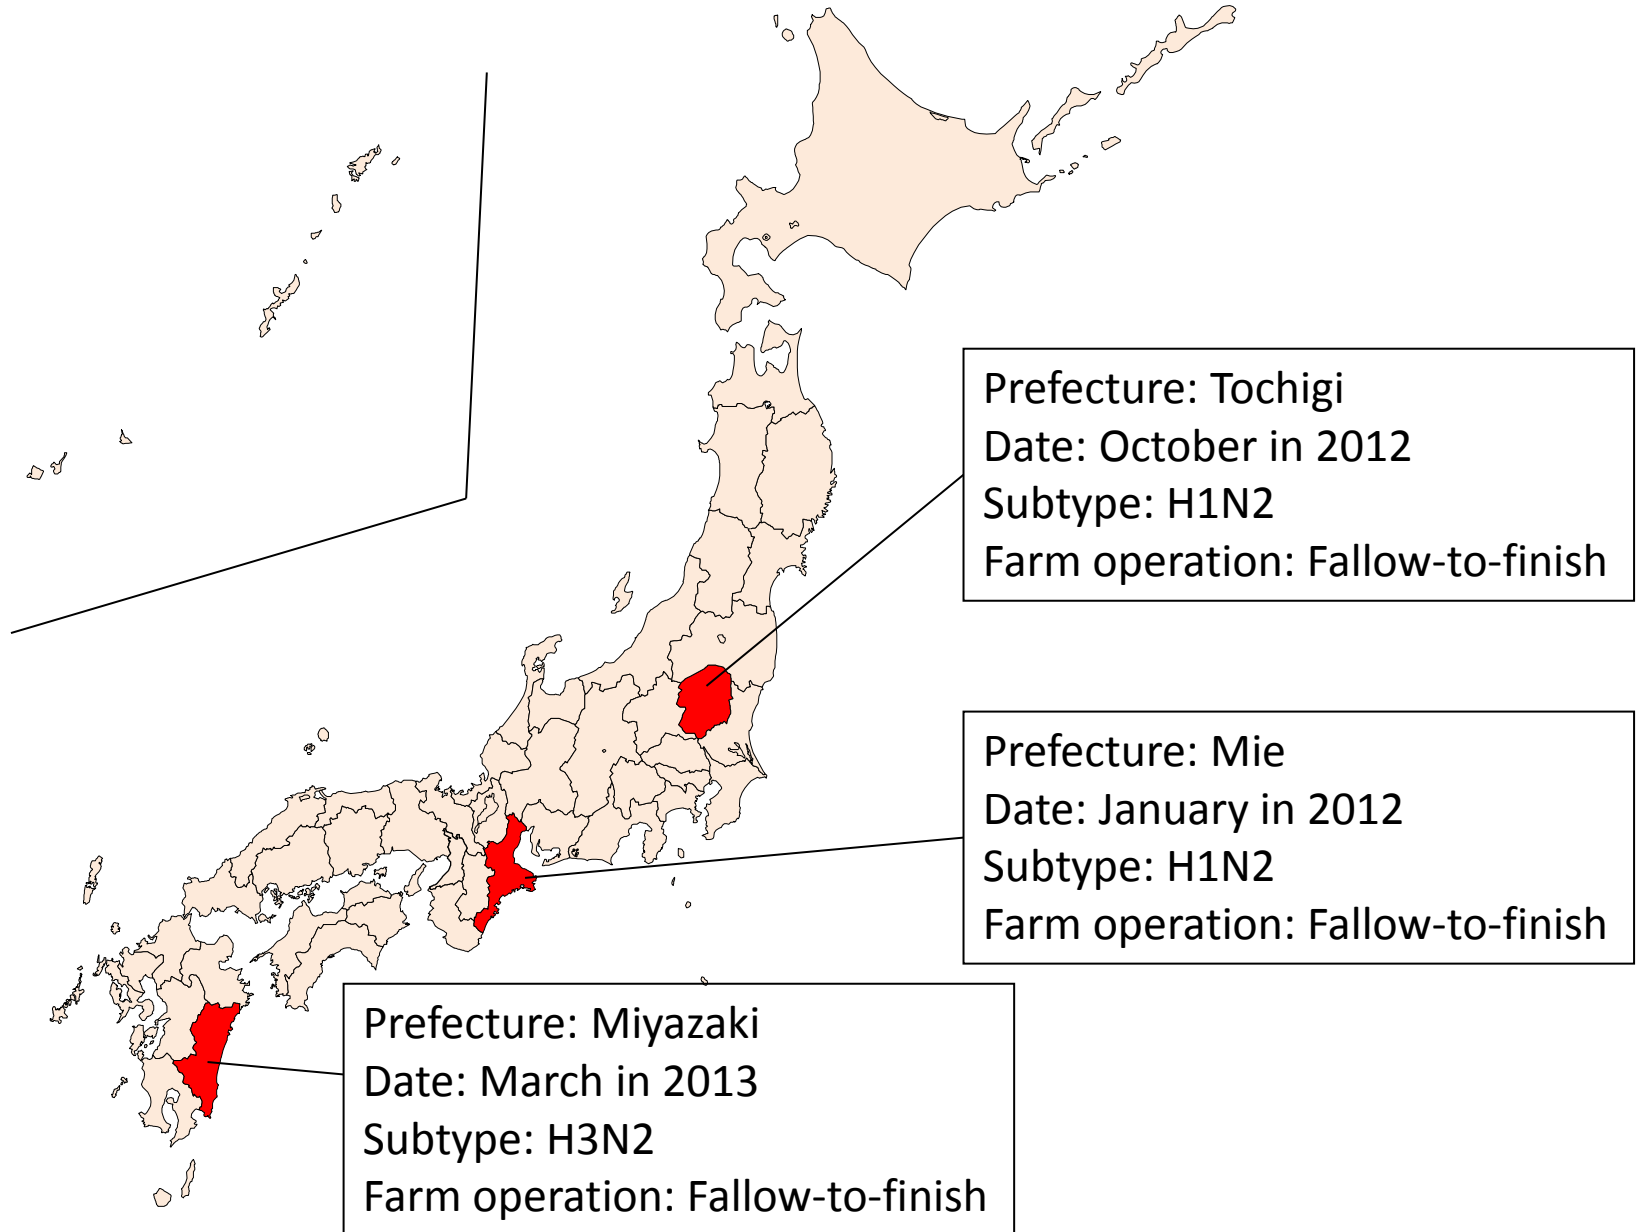 Prefecture: Tochigi
Date: October in 2012
Subtype: H1N2
Farm operation: Fallow-to-finish
Prefecture: Mie
Date: January in 2012
Subtype: H1N2
Farm operation: Fallow-to-finish
Prefecture: Miyazaki
Date: March in 2013
Subtype: H3N2
Farm operation: Fallow-to-finish